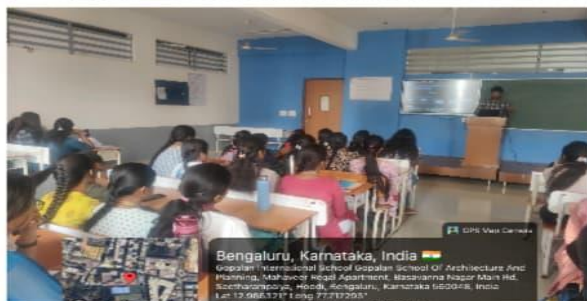 GPS Map Camera
Bengaluru, Karnataka, India 🇮🇳
Gopalan International School Gopalan School Of Architecture And
Planning, Mahaveer Regal Apartment, Basavanna Nagar Main Rd,
Seetharampalya, Hoodi, Bengaluru, Karnataka 560048, India
Lat 12.986321° Long 77.717295°